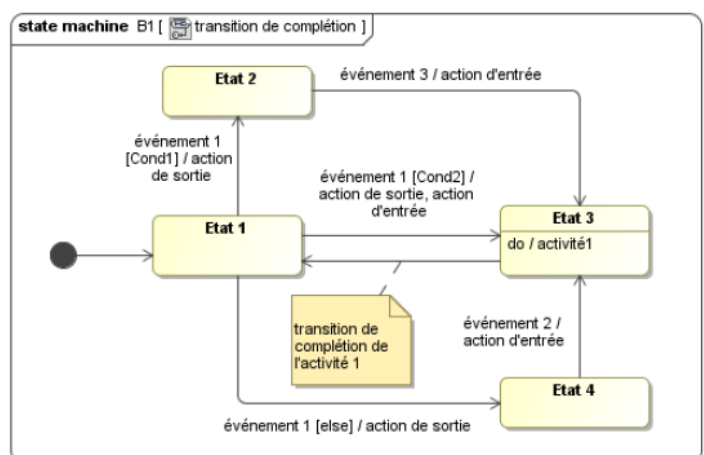 state machine B1 [ transition de complétion ]
Etat 2
événement 3 / action d'entrée
événement 1
[Cond1] / action
de sortie
événement 1 [Cond2] /
action de sortie, action
d'entrée
Etat 1
Etat 3
do / activité1
transition de
complétion de
l'activité 1
événement 2 /
action d'entrée
Etat 4
événement 1 [else] / action de sortie